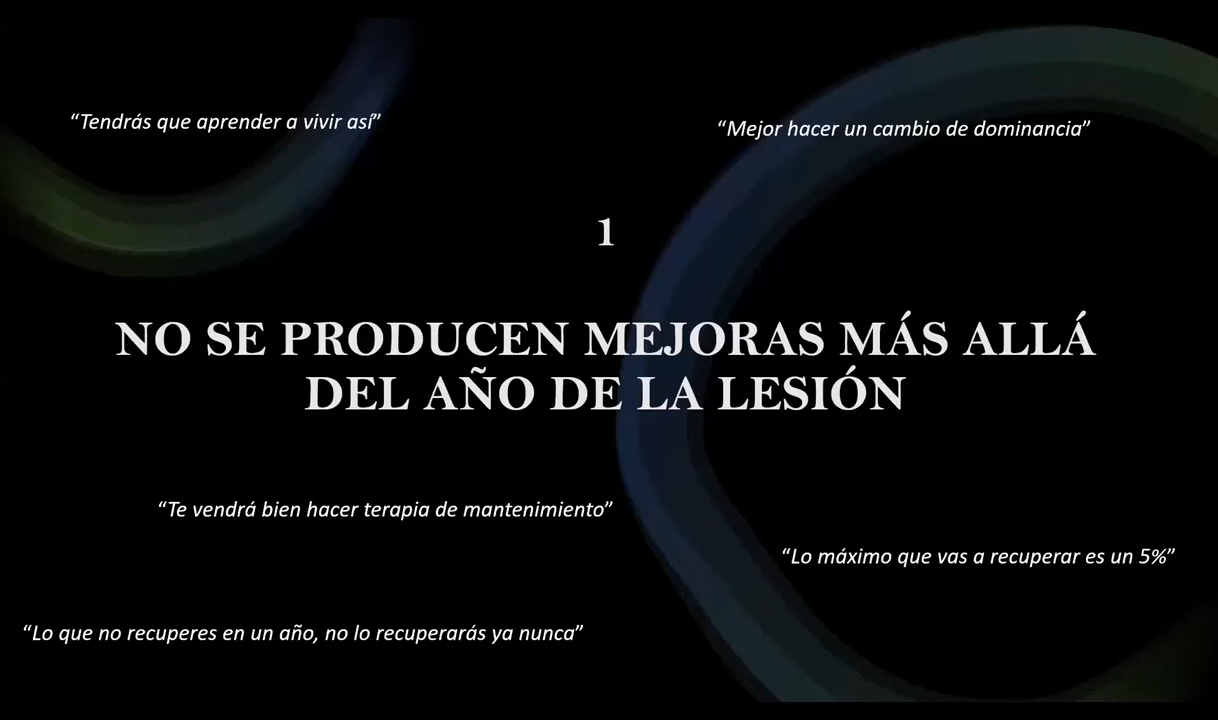 “Tendrás que aprender a vivir así”
“Mejor hacer un cambio de dominancia”
1
NO SE PRODUCEN MEJORAS MÁS ALLÁ
DEL AÑO DE LA LESIÓN
“Te vendrá bien hacer terapia de mantenimiento”
“Lo máximo que vas a recuperar es un 5%”
“Lo que no recuperes en un año, no lo recuperarás ya nunca”